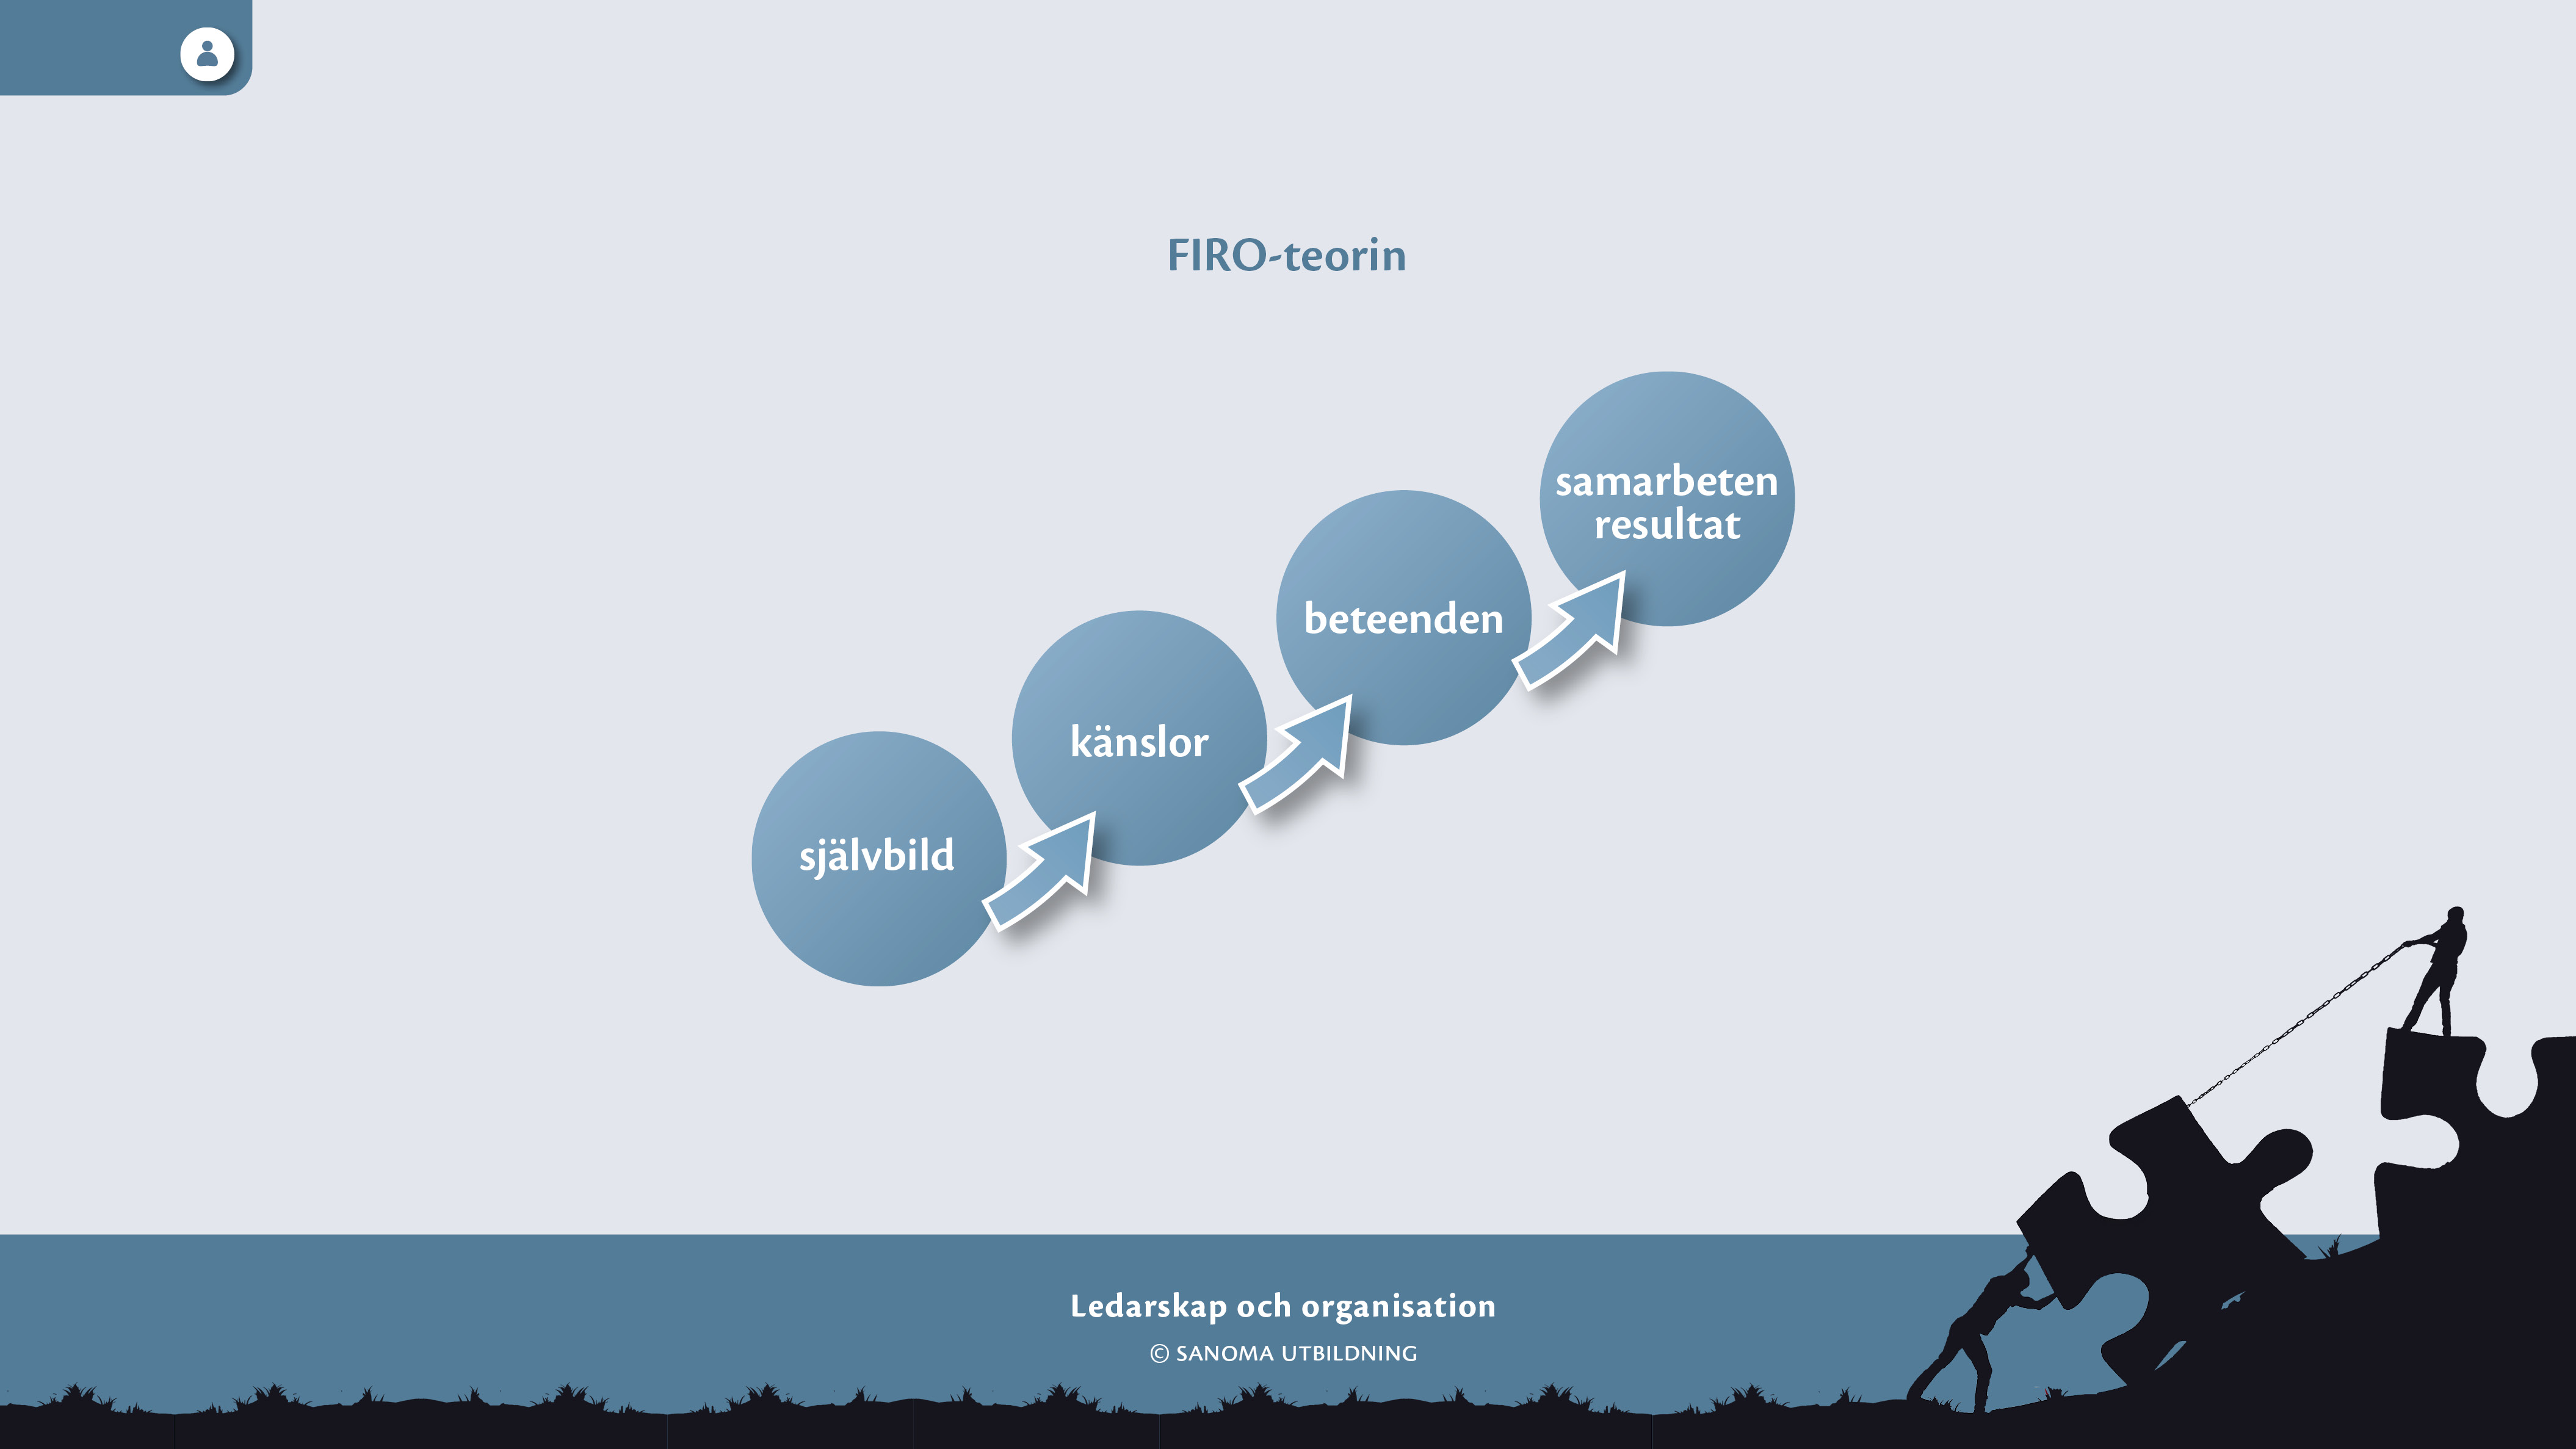 FIRO-teorin
självbild
känslor
beteenden
samarbeten
resultat
Ledarskap och organisation
© SANOMA UTBILDNING